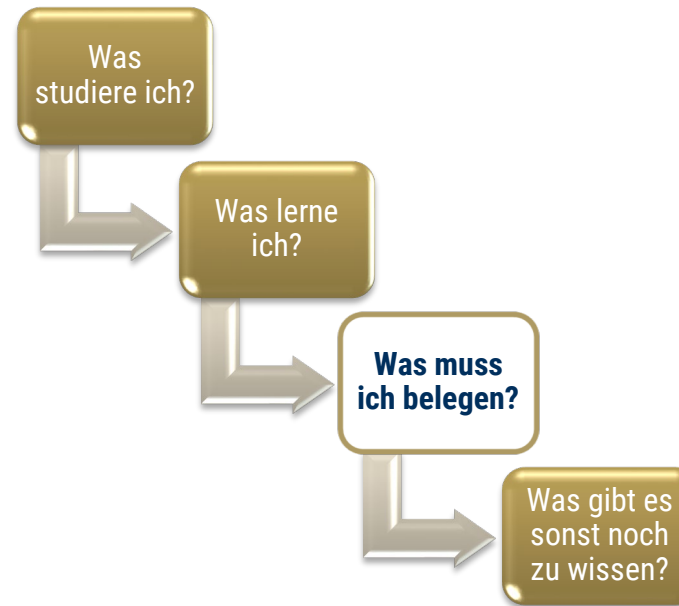 Was
studiere ich?
Was lerne
ich?
Was muss
ich belegen?
Was gibt es
sonst noch
zu wissen?